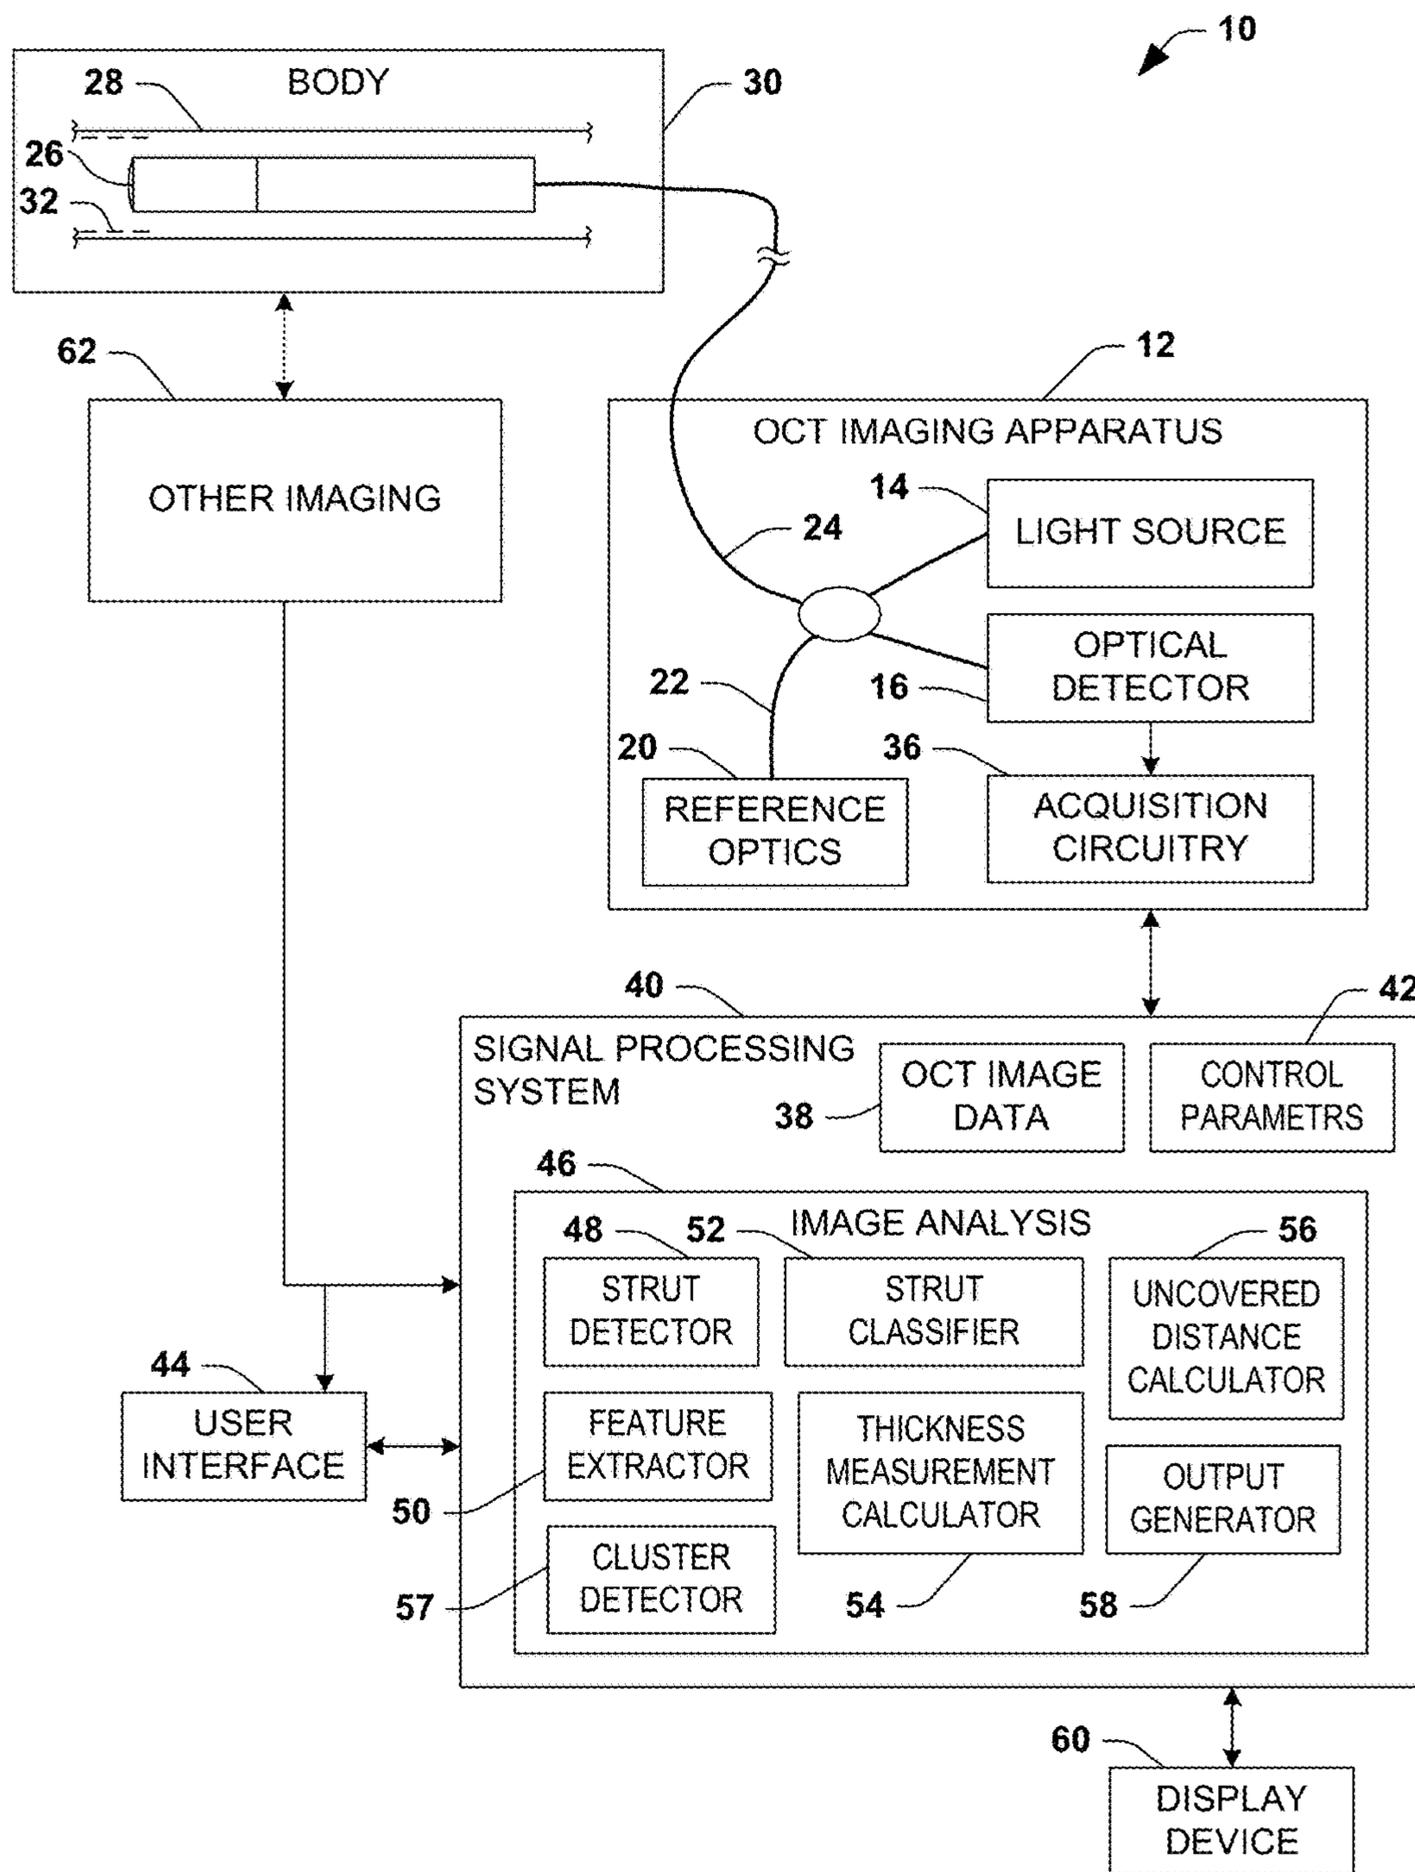 10
BODY
28
30
26
32
62
12
OTHER IMAGING
OCT IMAGING APPARATUS
14
LIGHT SOURCE
24
OPTICAL
DETECTOR
16
22
20
36
REFERENCE
OPTICS
ACQUISITION
CIRCUITRY
40
42
SIGNAL PROCESSING
SYSTEM
OCT IMAGE
DATA
38
CONTROL
PARAMETRS
46
IMAGE ANALYSIS
48
52
56
STRUT
DETECTOR
STRUT
CLASSIFIER
UNCOVERED
DISTANCE
CALCULATOR
44
USER
INTERFACE
FEATURE
EXTRACTOR
50
THICKNESS
MEASUREMENT
CALCULATOR
OUTPUT
GENERATOR
CLUSTER
DETECTOR
57
54
58
60
DISPLAY
DEVICE